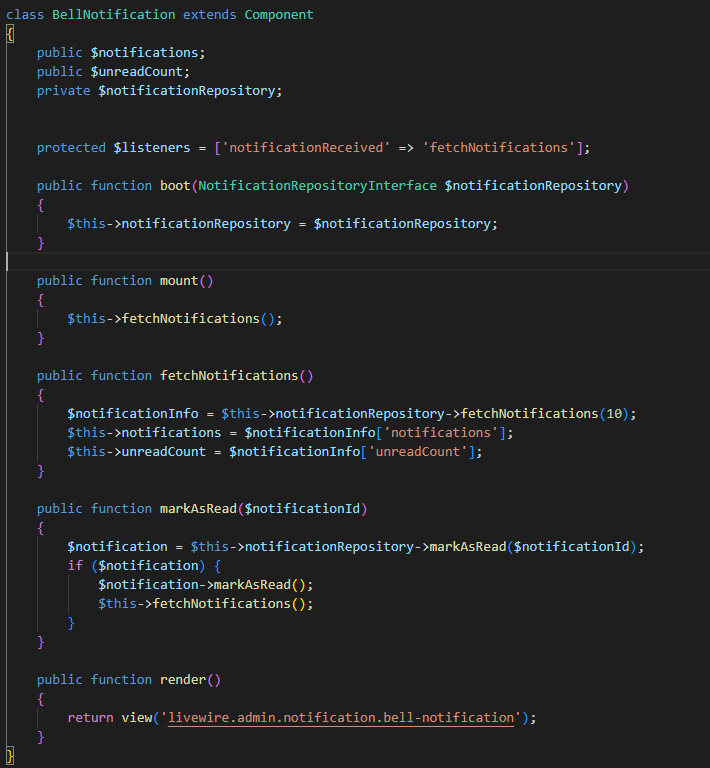 class BellNotification extends Component
{
    public $notifications;
    public $unreadCount;
    private $notificationRepository;
    protected $listeners = ['notificationReceived' => 'fetchNotifications'];
    public function boot(NotificationRepositoryInterface $notificationRepository)
    {
        $this->notificationRepository = $notificationRepository;
    }
    public function mount()
    {
        $this->fetchNotifications();
    }
    public function fetchNotifications()
    {
        $notificationInfo = $this->notificationRepository->fetchNotifications(10);
        $this->notifications = $notificationInfo['notifications'];
        $this->unreadCount = $notificationInfo['unreadCount'];
    }
    public function markAsRead($notificationId)
    {
        $notification = $this->notificationRepository->markAsRead($notificationId);
        if ($notification) {
            $notification->markAsRead();
            $this->fetchNotifications();
        }
    }
    public function render()
    {
        return view('livewire.admin.notification.bell-notification');
    }
}